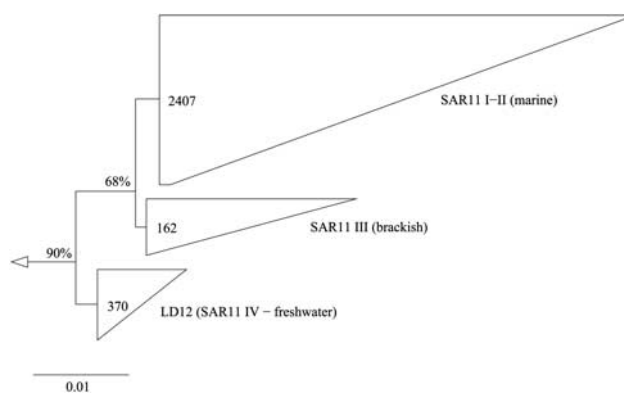 2407
SAR11 I−II (marine)
68%
162
SAR11 III (brackish)
90%
370
LD12 (SAR11 IV − freshwater)
0.01